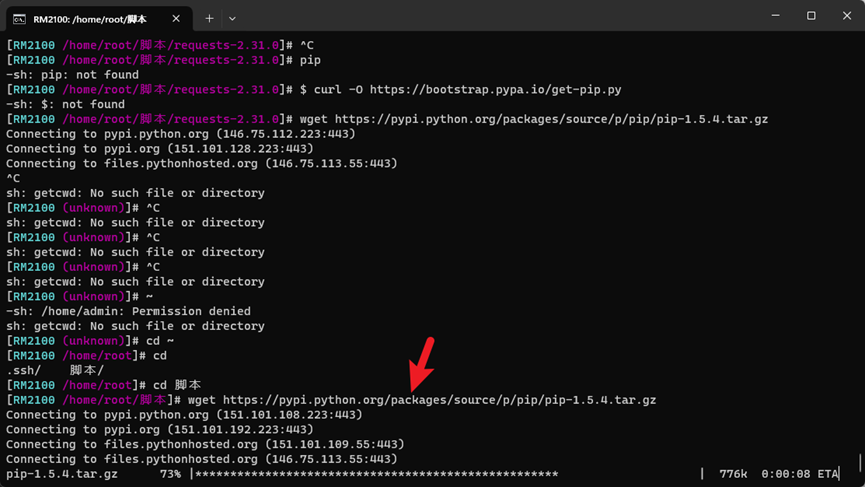 RM2100: /home/root/脚本
[RM2100 /home/root/脚本/requests-2.31.0]# ^C
[RM2100 /home/root/脚本/requests-2.31.0]# pip
-sh: pip: not found
[RM2100 /home/root/脚本/requests-2.31.0]# $ curl -O https://bootstrap.pypa.io/get-pip.py
-sh: $: not found
[RM2100 /home/root/脚本/requests-2.31.0]# wget https://pypi.python.org/packages/source/p/pip/pip-1.5.4.tar.gz
Connecting to pypi.python.org (146.75.112.223:443)
Connecting to pypi.org (151.101.128.223:443)
Connecting to files.pythonhosted.org (146.75.113.55:443)
^C
sh: getcwd: No such file or directory
[RM2100 (unknown)]# ^C
sh: getcwd: No such file or directory
[RM2100 (unknown)]# ^C
sh: getcwd: No such file or directory
[RM2100 (unknown)]# ^C
sh: getcwd: No such file or directory
[RM2100 (unknown)]# ~
-sh: /home/admin: Permission denied
sh: getcwd: No such file or directory
[RM2100 (unknown)]# cd ~
[RM2100 /home/root]# cd
.ssh/    脚本/
[RM2100 /home/root]# cd 脚本
[RM2100 /home/root/脚本]# wget https://pypi.python.org/packages/source/p/pip/pip-1.5.4.tar.gz
Connecting to pypi.python.org (151.101.108.223:443)
Connecting to pypi.org (151.101.192.223:443)
Connecting to files.pythonhosted.org (151.101.109.55:443)
Connecting to files.pythonhosted.org (146.75.113.55:443)
pip-1.5.4.tar.gz      73% |****************************************************                    |  776k  0:00:08 ETA